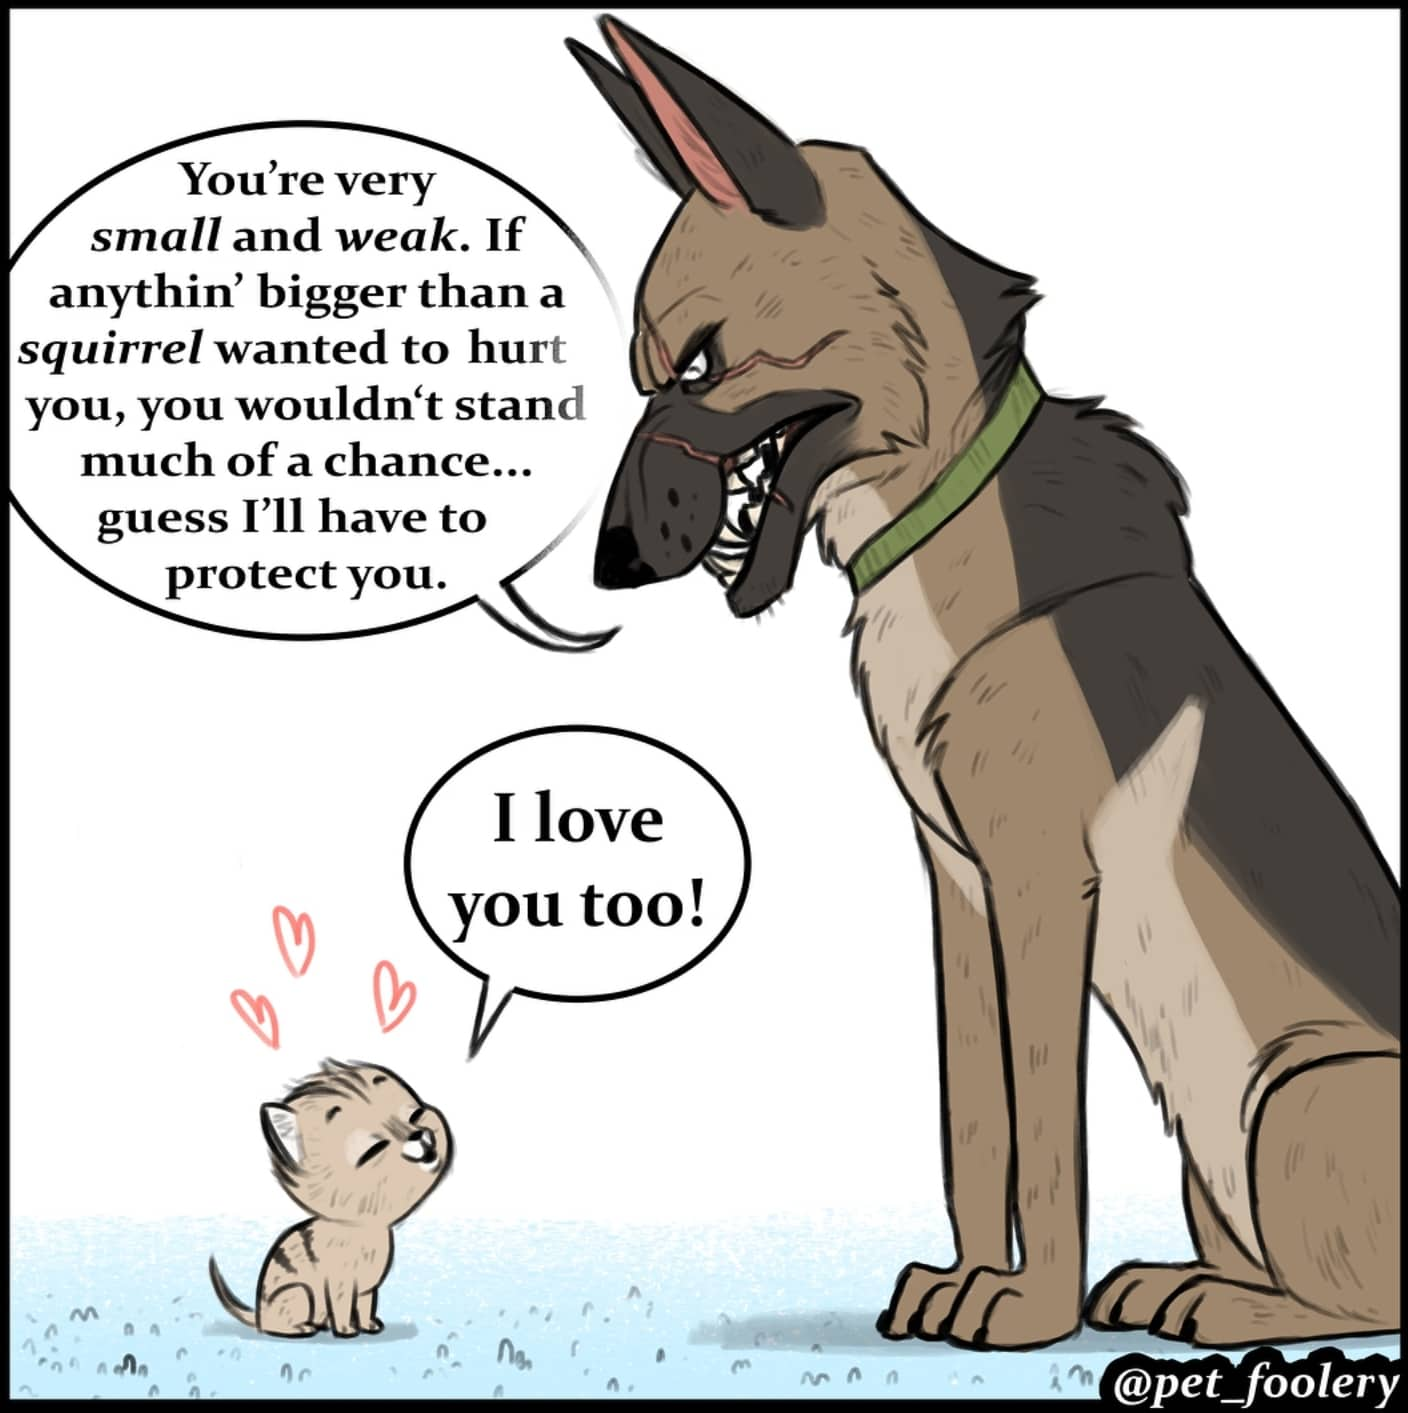 You’re very
small and weak. If
anythin’ bigger than a
squirrel wanted to hurt
you, you wouldn‘t stand
much of a chance...
guess I’ll have to
protect you.
I love
you too!
@pet_foolery